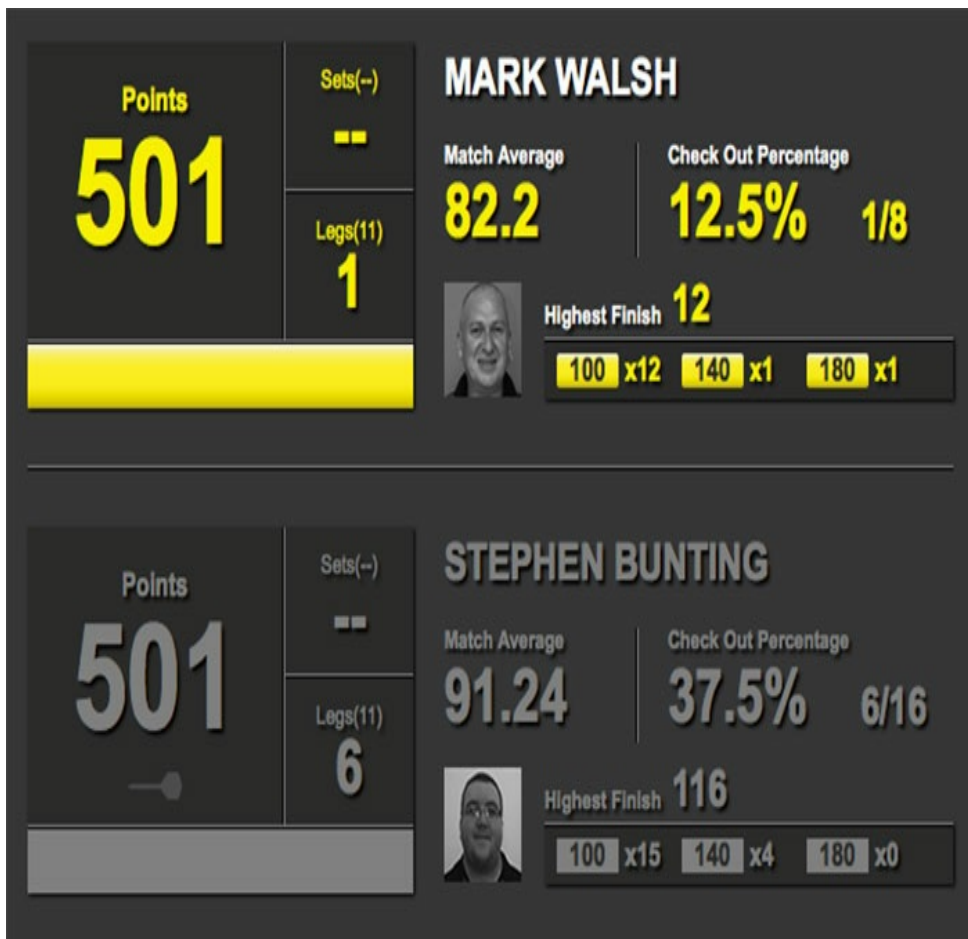 MARK WALSH
Points
501
Sets(--)
--
Legs(11)
1
Match Average
82.2
Check Out Percentage
12.5% 1/8
Highest Finish 12
100 x12 140 x1 180 x1
STEPHEN BUNTING
Points
501
Sets(--)
--
Legs(11)
6
Match Average
91.24
Check Out Percentage
37.5% 6/16
Highest Finish 116
100 x15 140 x4 180 x0